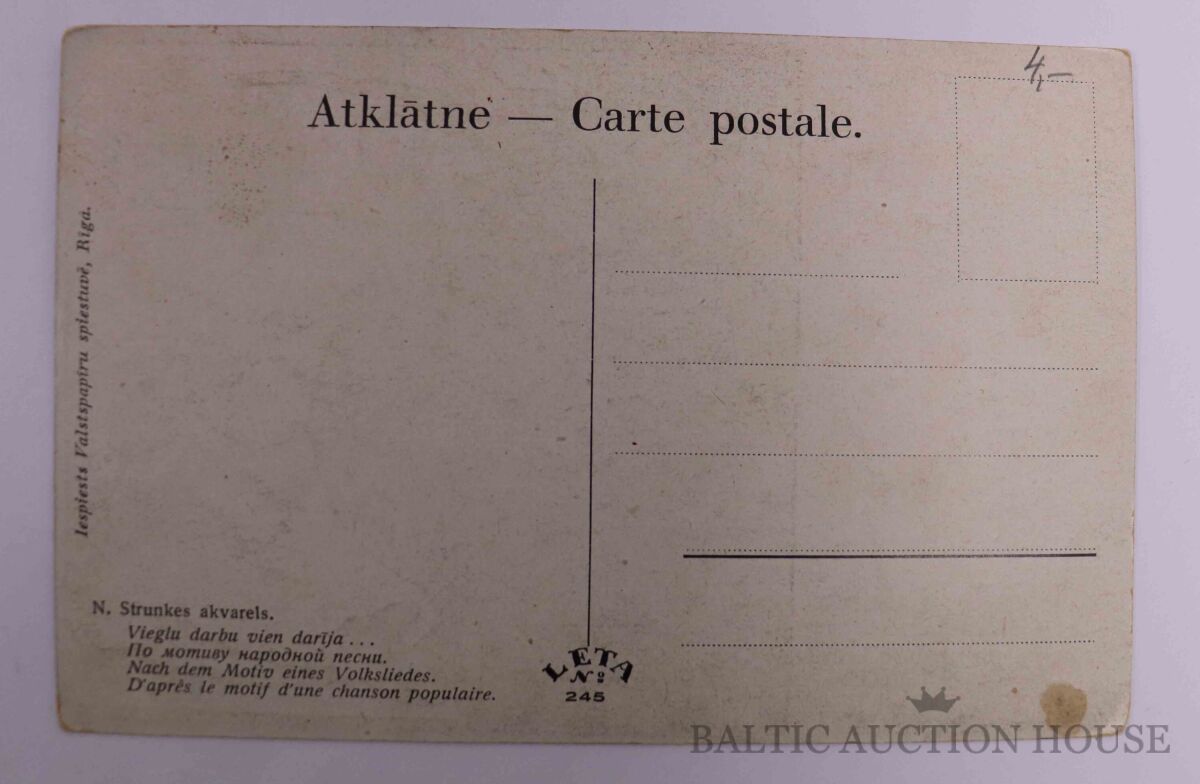 4,–
Atklātne — Carte postale.
Iespiests Valstspapīru spiestuvē, Rīgā.
N. Strunkes akvarels.
Vieglu darbu vien darīja . . .
По мотиву народной песни.
Nach dem Motiv eines Volksliedes.
D'après le motif d'une chanson populaire.
LETA
№
245
BALTIC AUCTION HOUSE